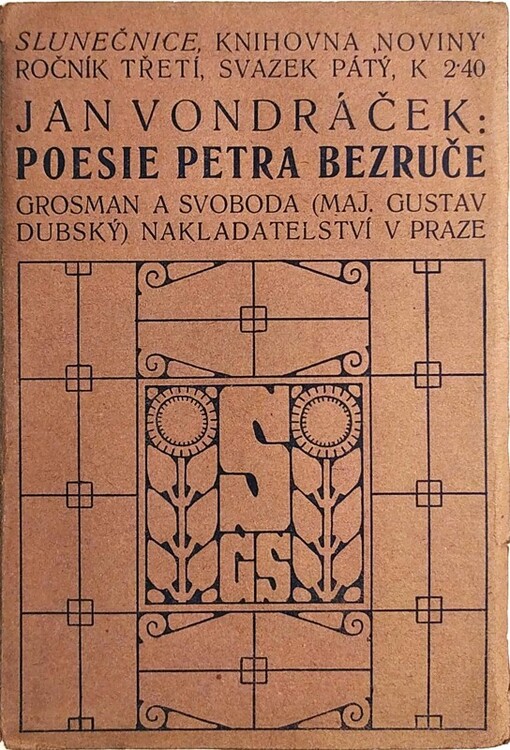 SLUNEČNICE, KNIHOVNA ‚NOVINY‘
ROČNÍK TŘETÍ, SVAZEK PÁTÝ, K 2·40
JAN VONDRÁČEK:
POESIE PETRA BEZRUČE
GROSMAN A SVOBODA (MAJ. GUSTAV
DUBSKÝ) NAKLADATELSTVÍ V PRAZE
S
GS